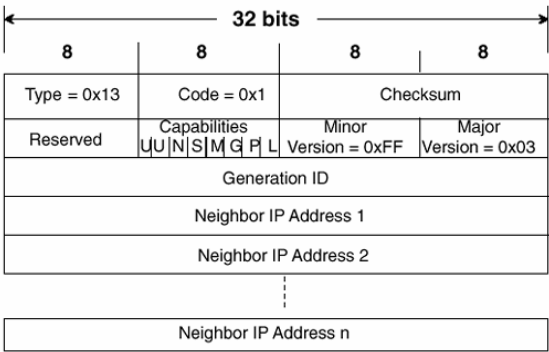 32 bits
8 8 8 8
Type = 0x13 Code = 0x1 Checksum
Reserved Capabilities Minor Major
U U N S M G P L Version = 0xFF Version = 0x03
Generation ID
Neighbor IP Address 1
Neighbor IP Address 2
Neighbor IP Address n